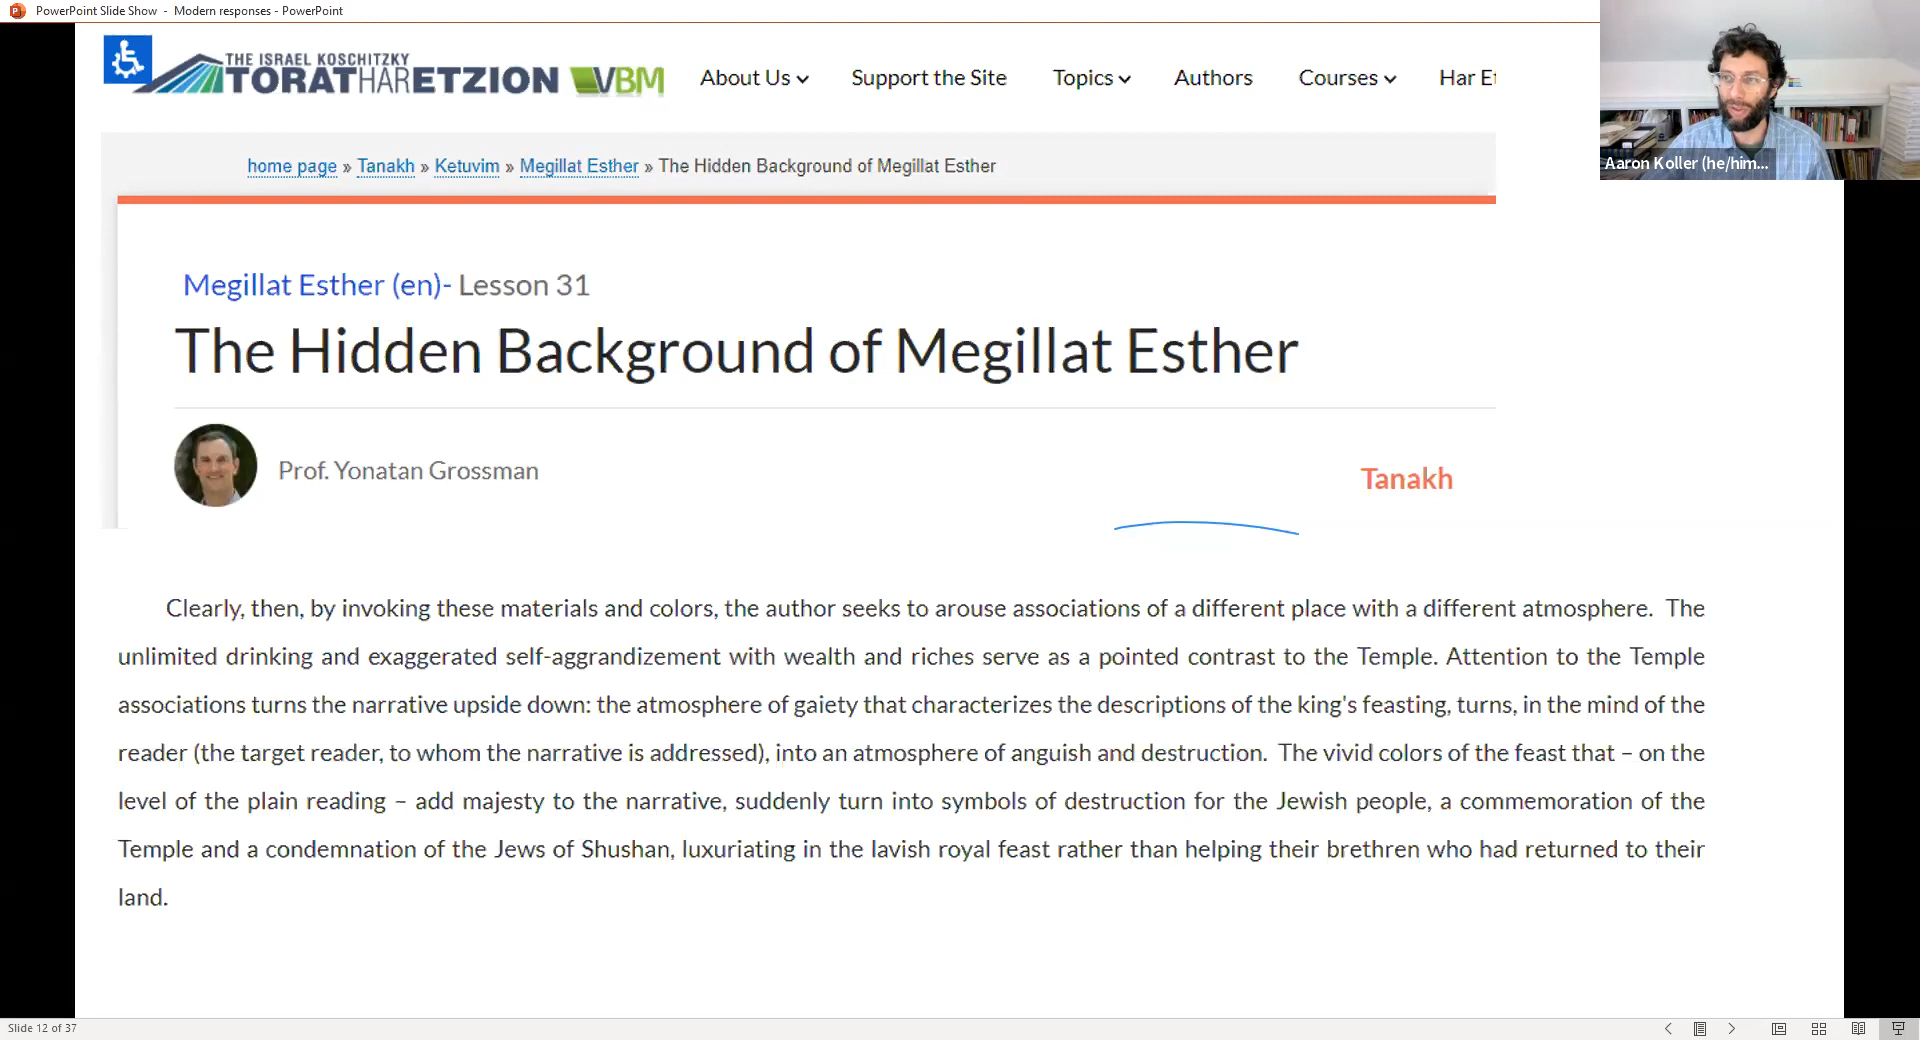 PowerPoint Slide Show - Modern responses - PowerPoint
THE ISRAEL KOSCHITZKY
TORATHARETZION VBM
About Us Support the Site Topics Authors Courses Har Et
Aaron Koller (he/him...
home page » Tanakh » Ketuvim » Megillat Esther » The Hidden Background of Megillat Esther
Megillat Esther (en)- Lesson 31
The Hidden Background of Megillat Esther
Prof. Yonatan Grossman
Tanakh
Clearly, then, by invoking these materials and colors, the author seeks to arouse associations of a different place with a different atmosphere. The
unlimited drinking and exaggerated self-aggrandizement with wealth and riches serve as a pointed contrast to the Temple. Attention to the Temple
associations turns the narrative upside down: the atmosphere of gaiety that characterizes the descriptions of the king's feasting, turns, in the mind of the
reader (the target reader, to whom the narrative is addressed), into an atmosphere of anguish and destruction. The vivid colors of the feast that – on the
level of the plain reading – add majesty to the narrative, suddenly turn into symbols of destruction for the Jewish people, a commemoration of the
Temple and a condemnation of the Jews of Shushan, luxuriating in the lavish royal feast rather than helping their brethren who had returned to their
land.
Slide 12 of 37